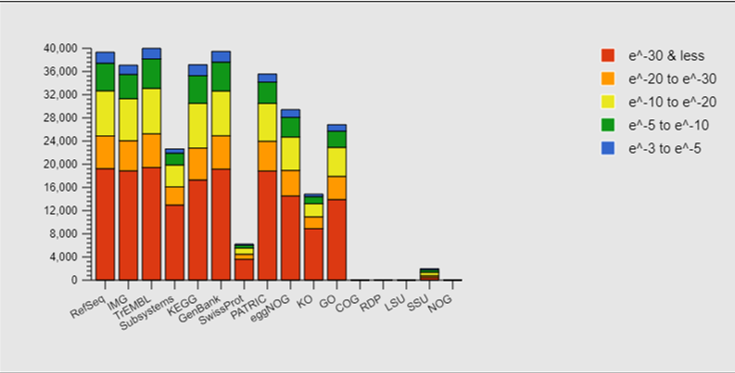 40,000
36,000
32,000
28,000
24,000
20,000
16,000
12,000
8,000
4,000
0
RefSeq
IMG
TrEMBL
Subsystems
KEGG
GenBank
SwissProt
PATRIC
eggNOG
KO
GO
COG
RDP
LSU
SSU
NOG
e^-30 & less
e^-20 to e^-30
e^-10 to e^-20
e^-5 to e^-10
e^-3 to e^-5